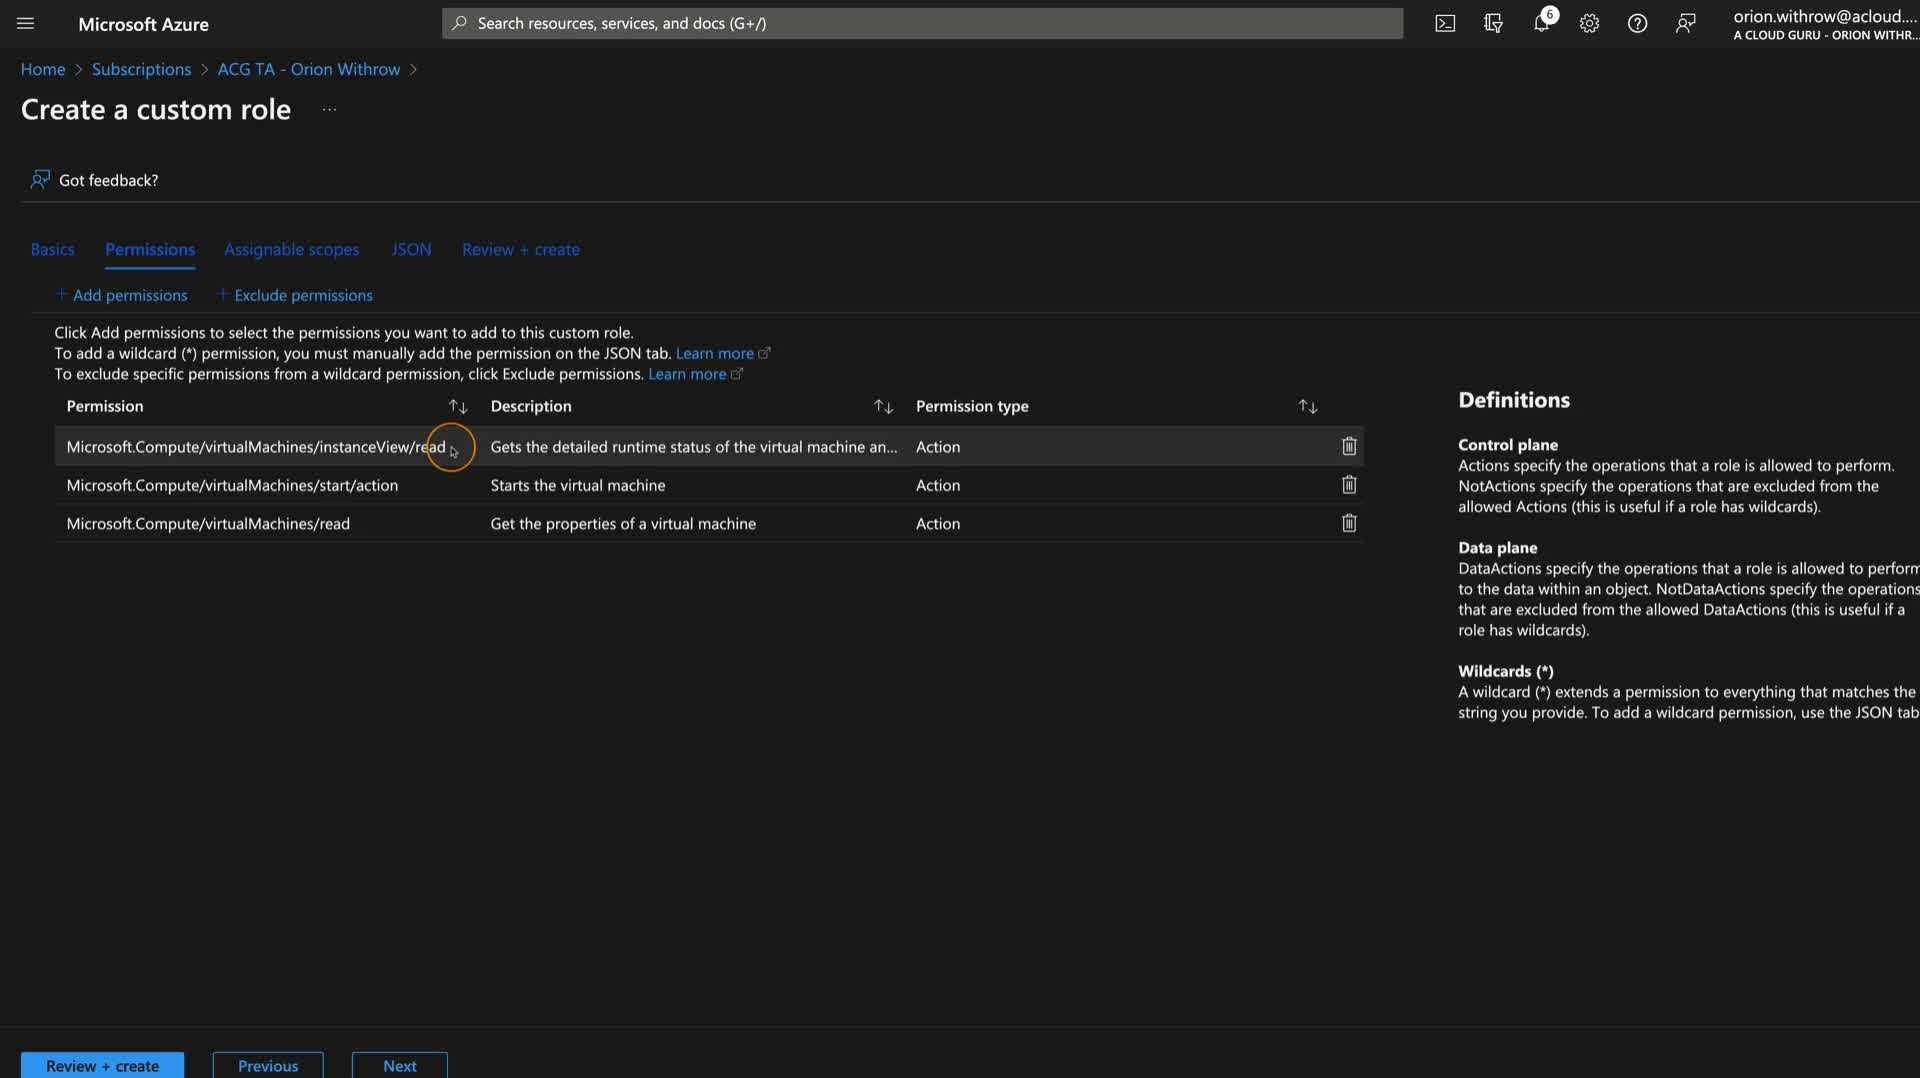 Microsoft Azure
Search resources, services, and docs (G+/)
6
orion.withrow@acloud....
A CLOUD GURU - ORION WITHR...
Home > Subscriptions > ACG TA - Orion Withrow >
Create a custom role ...
Got feedback?
Basics Permissions Assignable scopes JSON Review + create
+ Add permissions + Exclude permissions
Click Add permissions to select the permissions you want to add to this custom role.
To add a wildcard (*) permission, you must manually add the permission on the JSON tab. Learn more
To exclude specific permissions from a wildcard permission, click Exclude permissions. Learn more
Permission Description Permission type
Microsoft.Compute/virtualMachines/instanceView/read Gets the detailed runtime status of the virtual machine an... Action
Microsoft.Compute/virtualMachines/start/action Starts the virtual machine Action
Microsoft.Compute/virtualMachines/read Get the properties of a virtual machine Action
Definitions
Control plane
Actions specify the operations that a role is allowed to perform.
NotActions specify the operations that are excluded from the
allowed Actions (this is useful if a role has wildcards).
Data plane
DataActions specify the operations that a role is allowed to perform
to the data within an object. NotDataActions specify the operations
that are excluded from the allowed DataActions (this is useful if a
role has wildcards).
Wildcards (*)
A wildcard (*) extends a permission to everything that matches the
string you provide. To add a wildcard permission, use the JSON tab
Review + create Previous Next